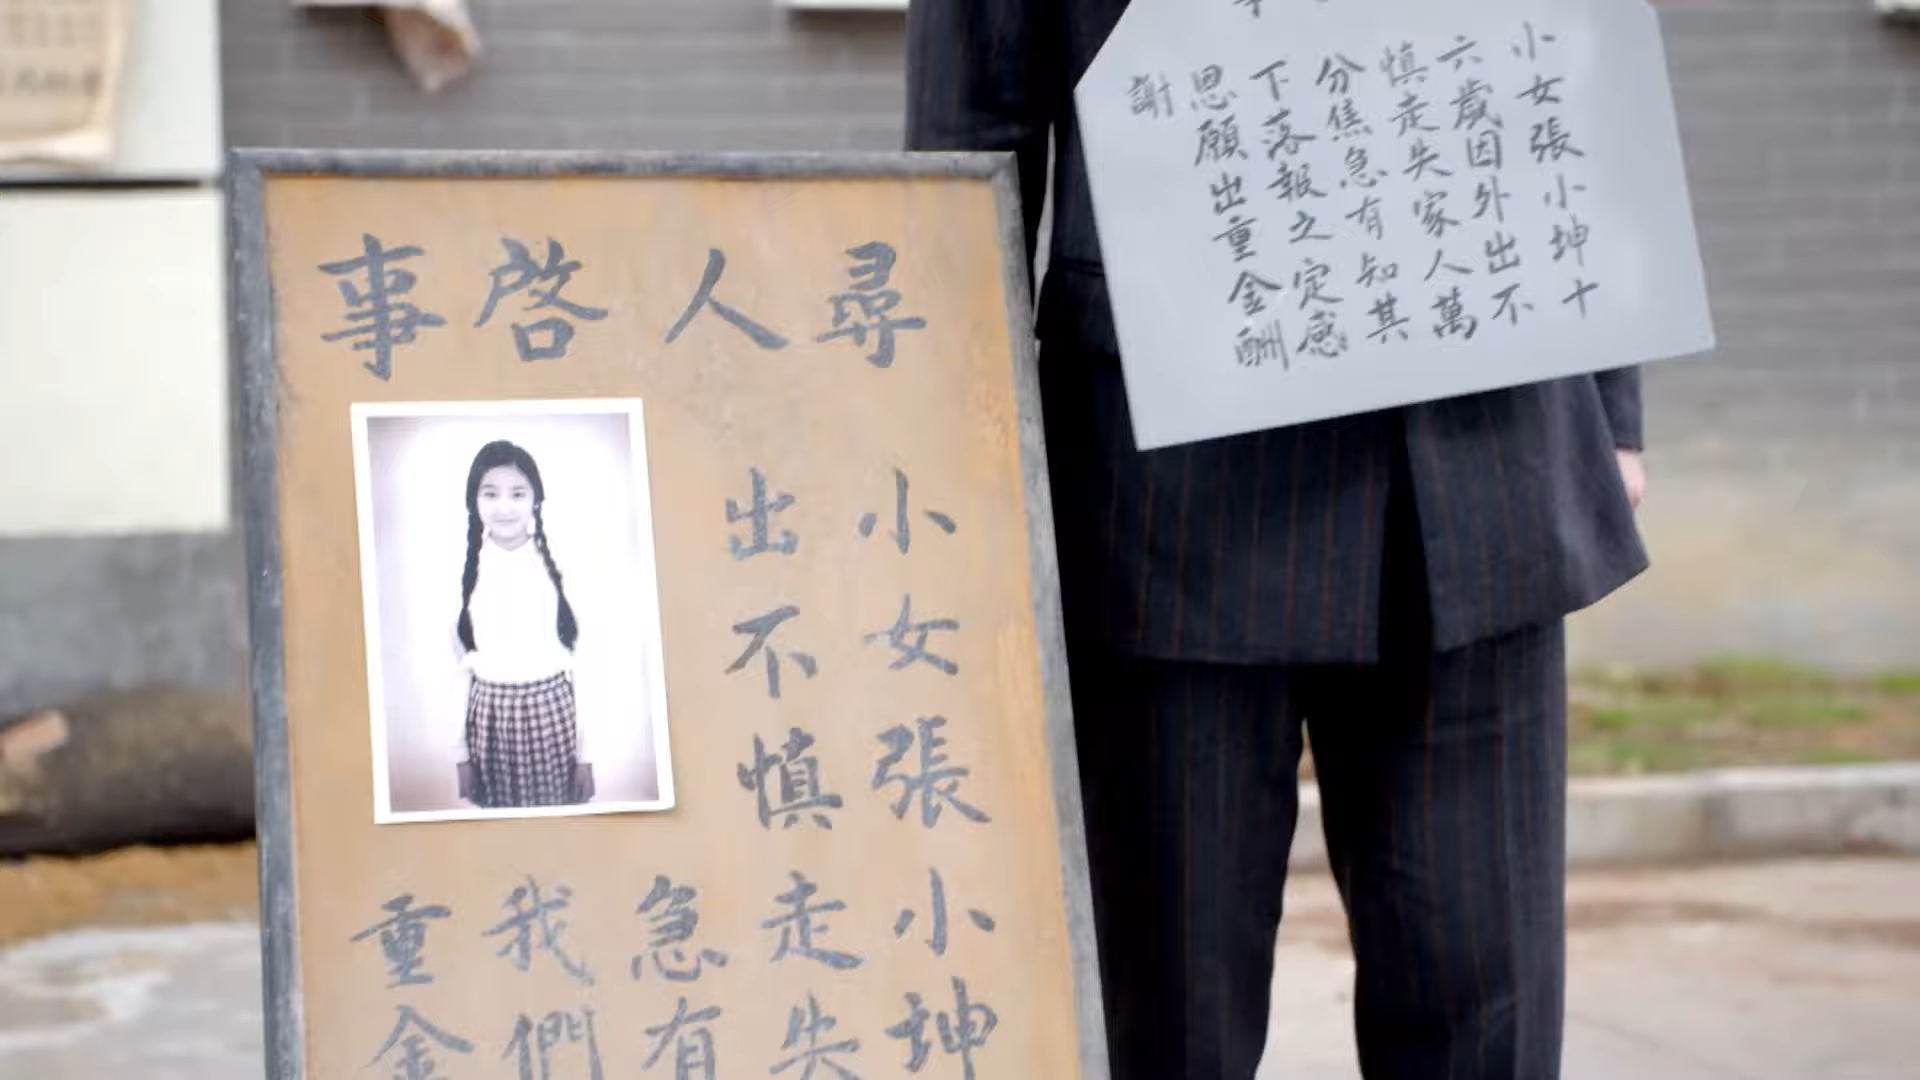 尋人啓事
小女張小坤
出不慎走失
急有
我們
重金
小女張小坤十
六歲因外出不
慎走失家人萬
分焦急有知其
下落報之定感
恩願出重金酬
謝